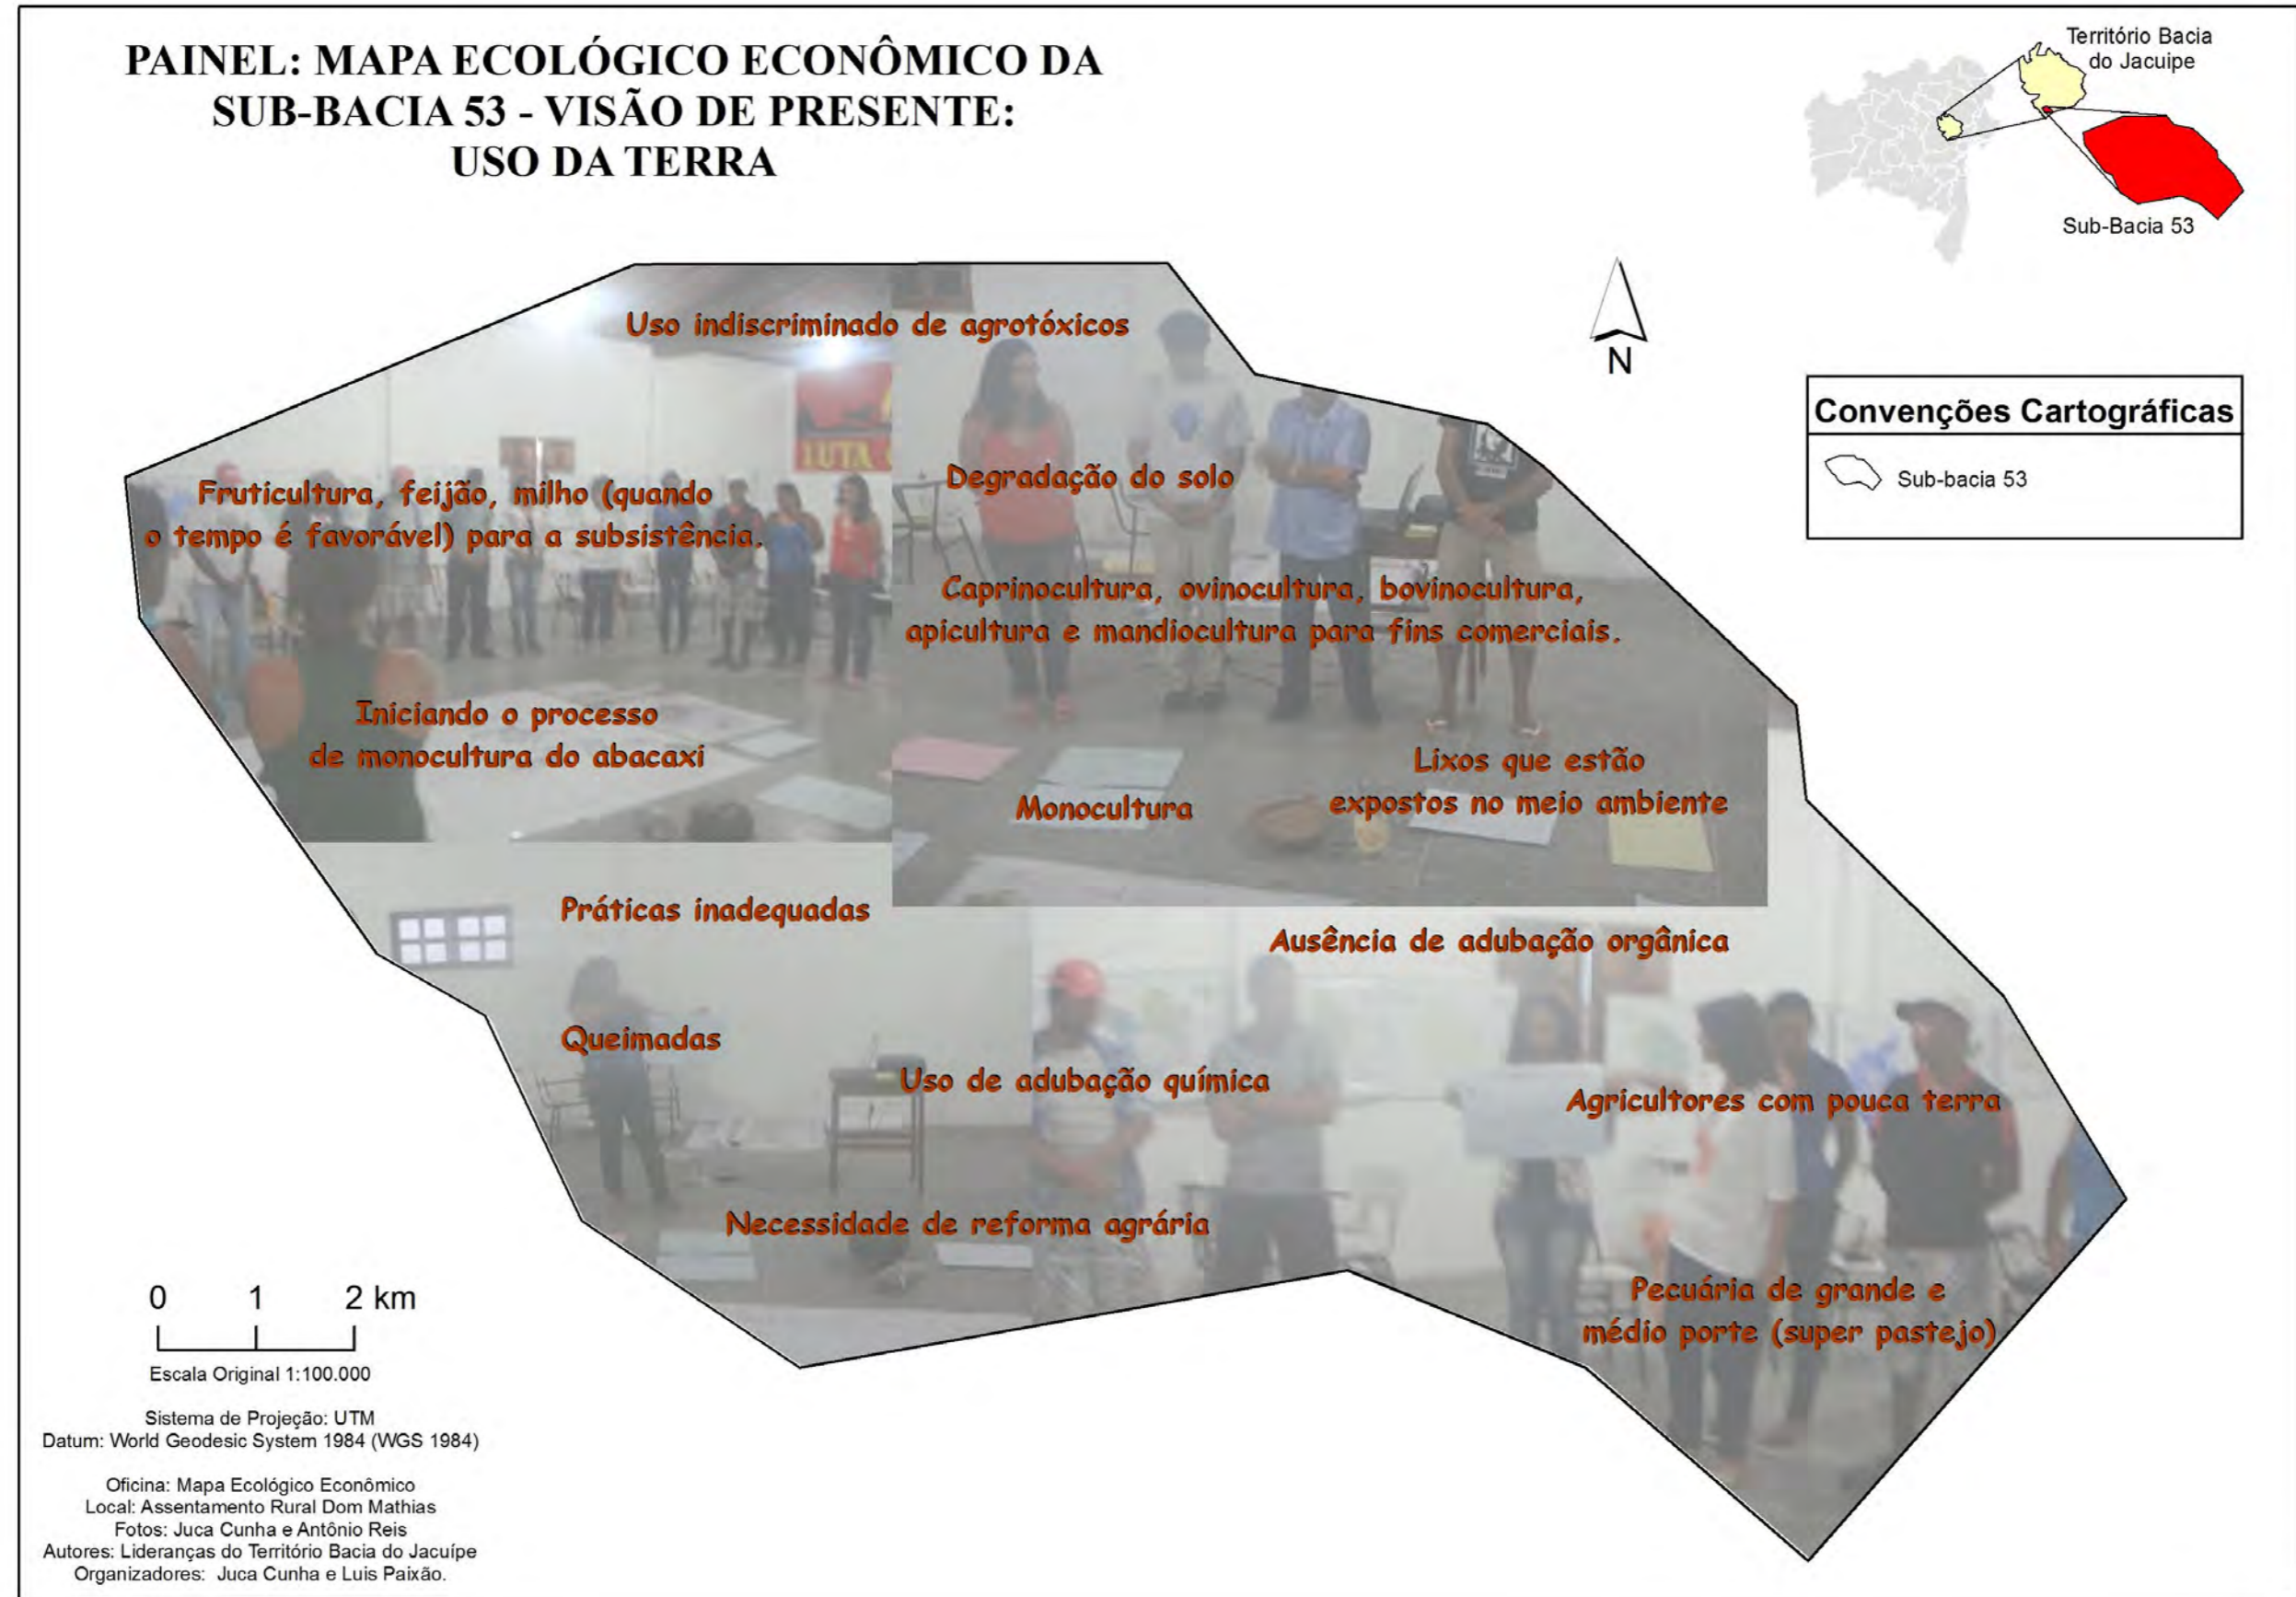 PAINEL: MAPA ECOLÓGICO ECONÔMICO DA
SUB-BACIA 53 - VISÃO DE PRESENTE:
USO DA TERRA
Território Bacia
do Jacuipe
Sub-Bacia 53
N
Convenções Cartográficas
Sub-bacia 53
Uso indiscriminado de agrotóxicos
LUTA
Degradação do solo
Fruticultura, feijão, milho (quando
o tempo é favorável) para a subsistência.
Caprinocultura, ovinocultura, bovinocultura,
apicultura e mandiocultura para fins comerciais.
Iniciando o processo
de monocultura do abacaxi
Lixos que estão
expostos no meio ambiente
Monocultura
Práticas inadequadas
Ausência de adubação orgânica
Queimadas
Uso de adubação química
Agricultores com pouca terra
Necessidade de reforma agrária
Pecuária de grande e
médio porte (super pastejo)
0 1 2 km
Escala Original 1:100.000
Sistema de Projeção: UTM
Datum: World Geodesic System 1984 (WGS 1984)
Oficina: Mapa Ecológico Econômico
Local: Assentamento Rural Dom Mathias
Fotos: Juca Cunha e Antônio Reis
Autores: Lideranças do Território Bacia do Jacuípe
Organizadores: Juca Cunha e Luis Paixão.